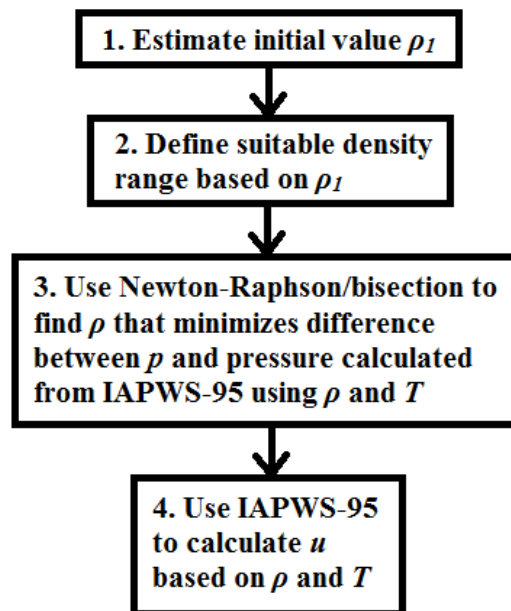 1. Estimate initial value ρ₁
2. Define suitable density
range based on ρ₁
3. Use Newton-Raphson/bisection to
find ρ that minimizes difference
between p and pressure calculated
from IAPWS-95 using ρ and T
4. Use IAPWS-95
to calculate u
based on ρ and T